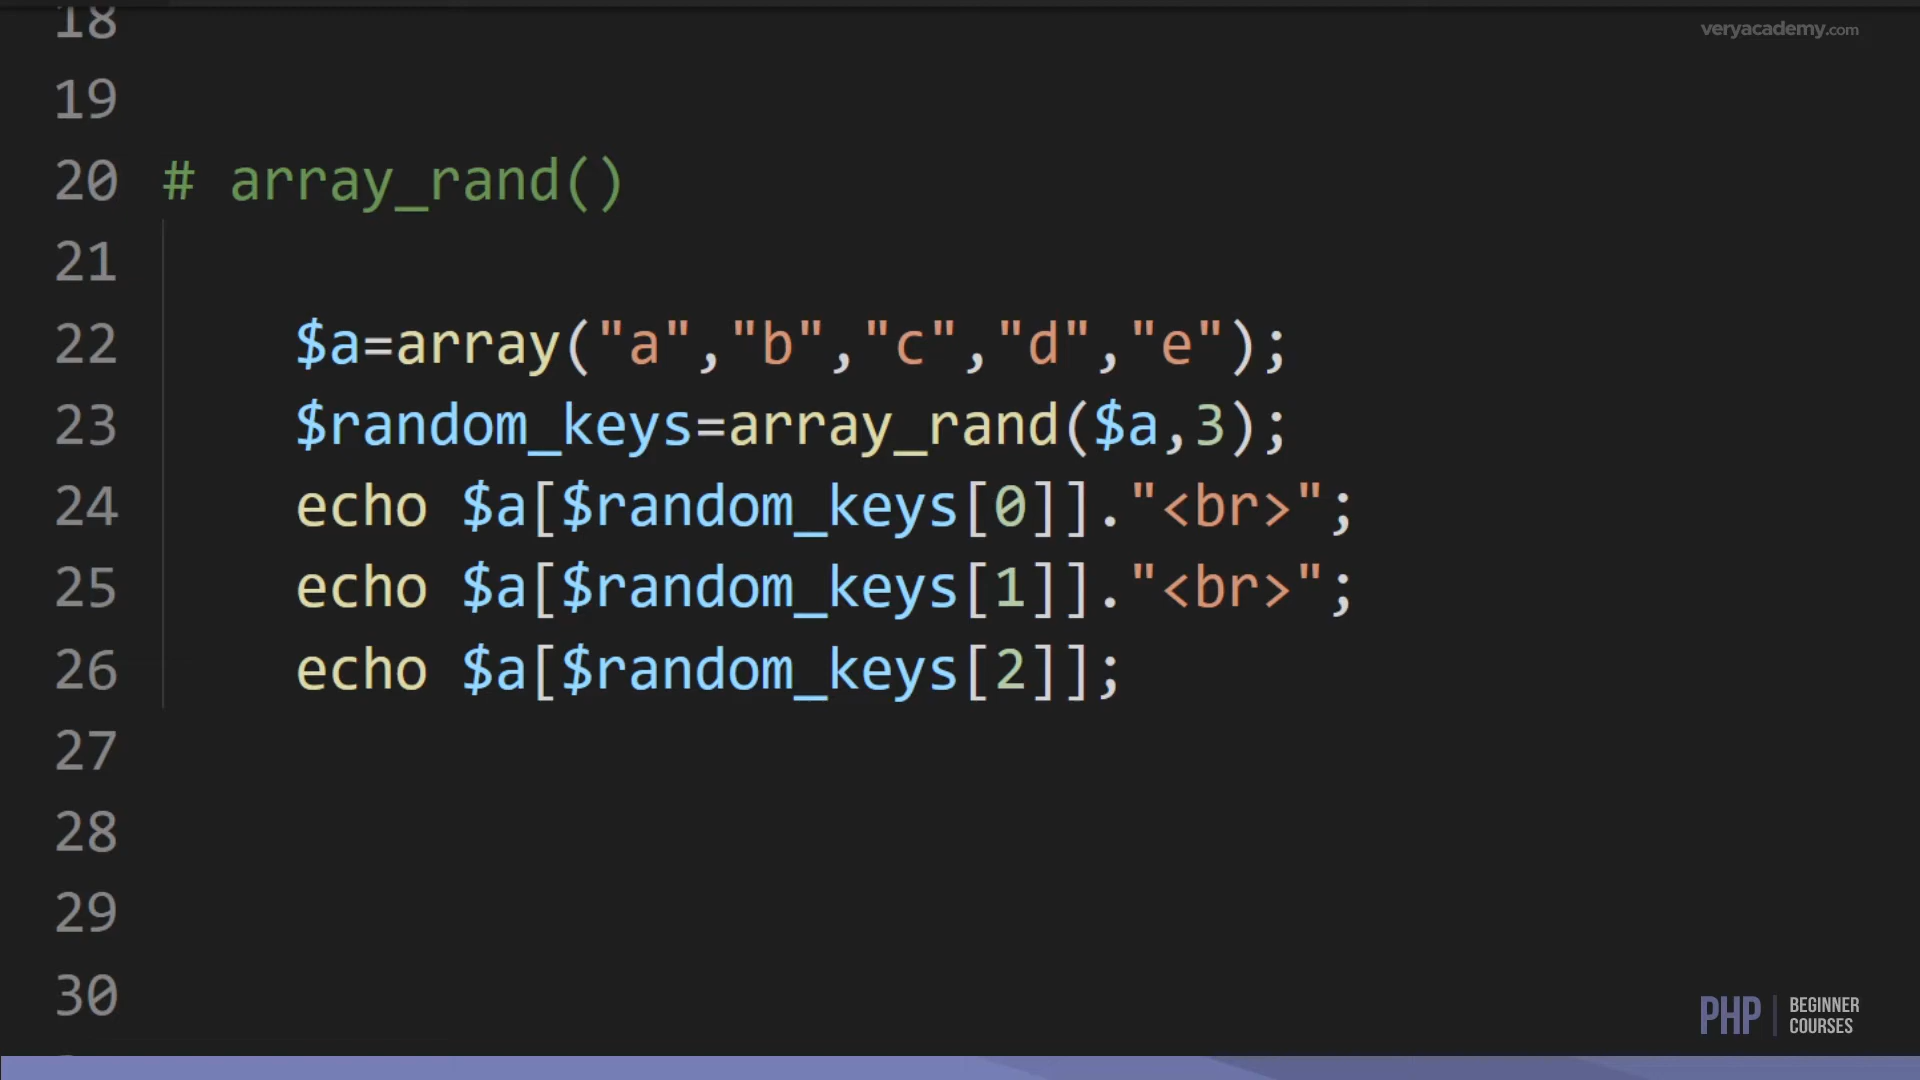 18
veryacademy.com
19
20 # array_rand()
21
22 $a=array("a","b","c","d","e");
23 $random_keys=array_rand($a,3);
24 echo $a[$random_keys[0]]."<br>";
25 echo $a[$random_keys[1]]."<br>";
26 echo $a[$random_keys[2]];
27
28
29
30
PHP | BEGINNER
COURSES